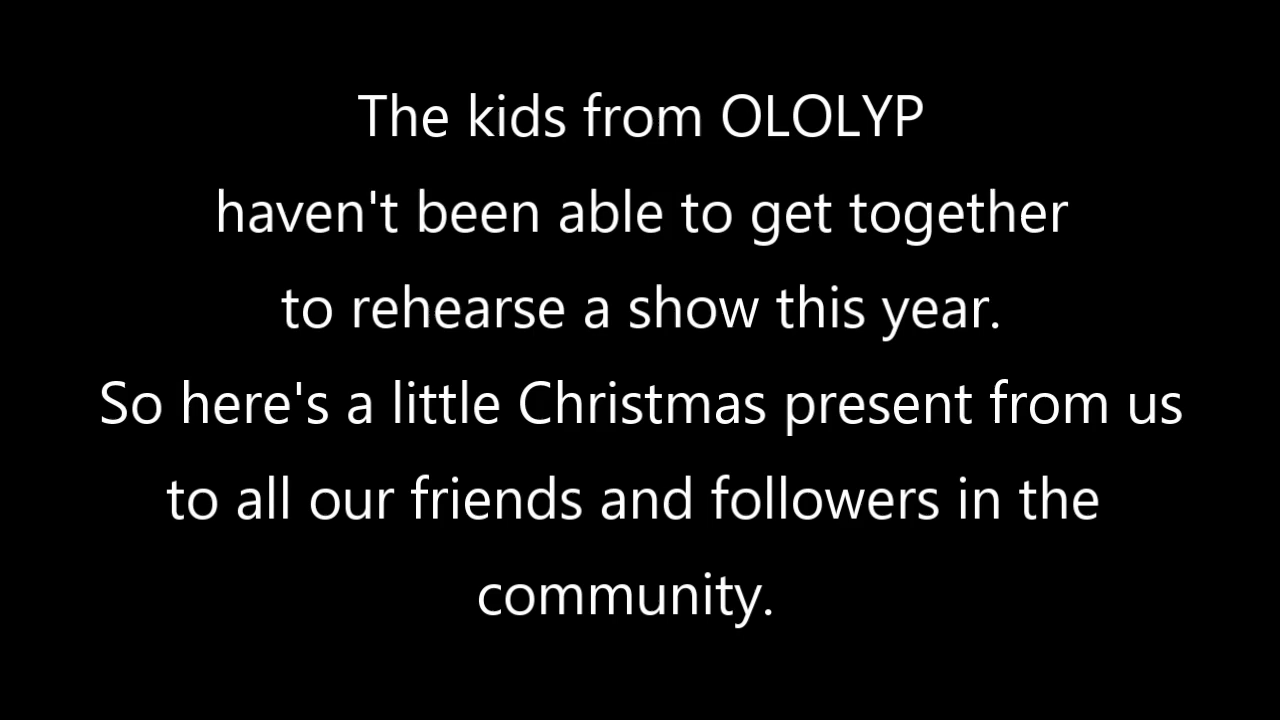 The kids from OLOLYP
haven't been able to get together
to rehearse a show this year.
So here's a little Christmas present from us
to all our friends and followers in the
community.